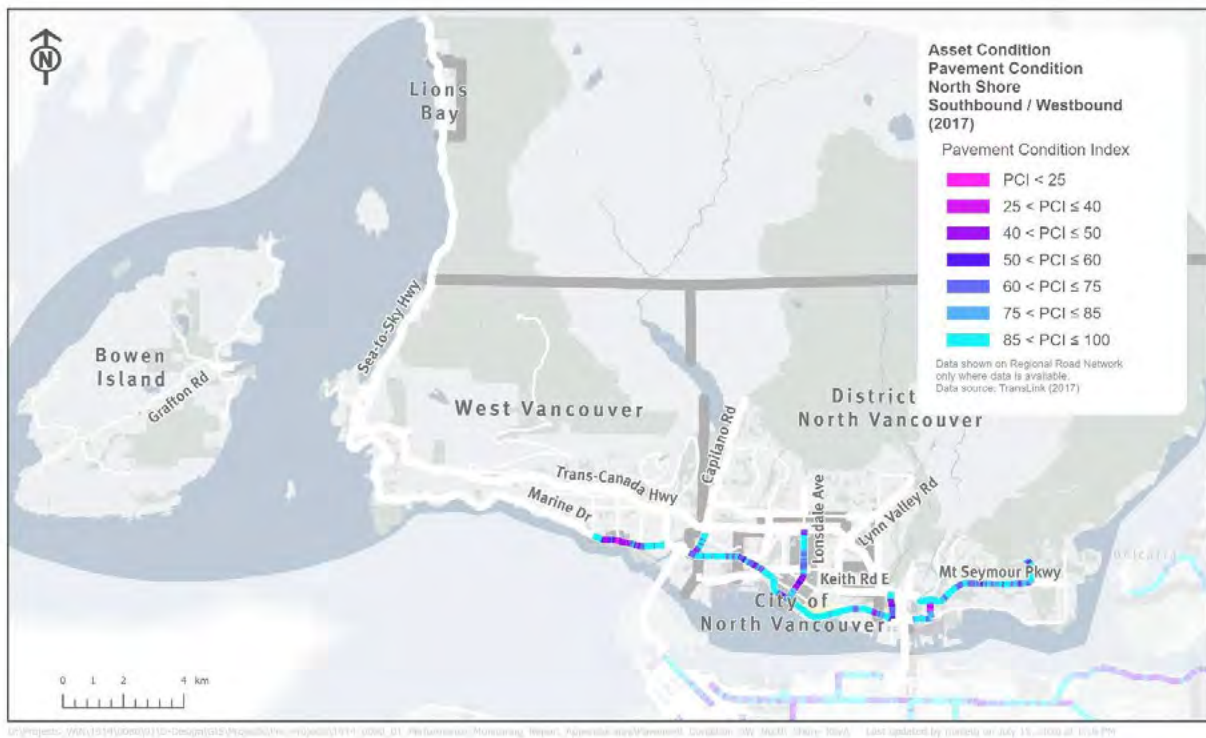 N
Asset Condition
Pavement Condition
North Shore
Southbound / Westbound
(2017)
Pavement Condition Index
PCI < 25
25 < PCI ≤ 40
40 < PCI ≤ 50
50 < PCI ≤ 60
60 < PCI ≤ 75
75 < PCI ≤ 85
85 < PCI ≤ 100
Data shown on Regional Road Network
only where data is available.
Data source: TransLink (2017)
Lions
Bay
Sea-to-Sky Hwy
Bowen
Island
Grafton Rd
West Vancouver
District
North Vancouver
Capilano Rd
Trans-Canada Hwy
Marine Dr
Lonsdale Ave
Lynn Valley Rd
Keith Rd E
Mt Seymour Pkwy
City of
North Vancouver
0 1 2 4 km
Last updated by